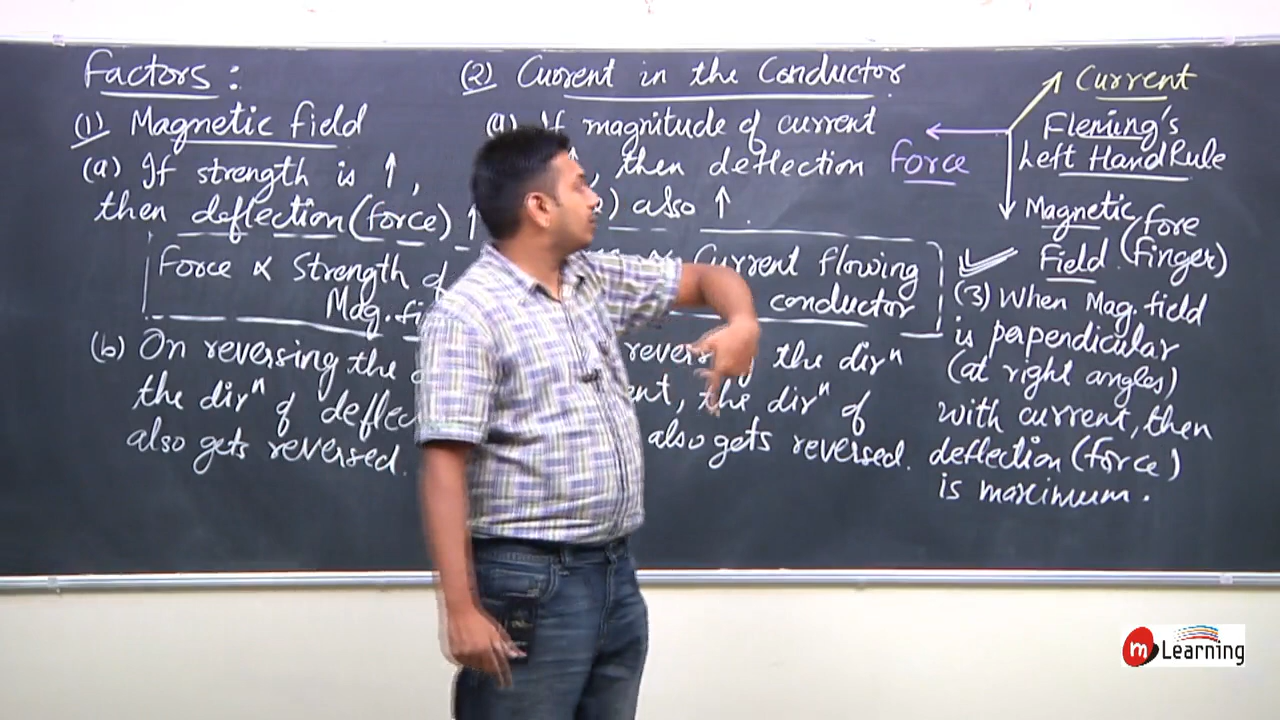 Factors :
(1) Magnetic field
(a) If strength is ↑,
then deflection (force) ↑
Force ∝ Strength of
Mag. fi
(b) On reversing the
the dirⁿ of deflec
also gets reversed.
(2) Current in the Conductor
(a) If magnitude of current
, then deflection
also ↑.
∝ Current flowing
conductor
the dirⁿ
ent, the dirⁿ of
also gets reversed.
Current
Fleming's
Left Hand Rule
Force
Magnetic
Field
Fore
(finger)
(3) When Mag. field
is perpendicular
(at right angles)
with current, then
deflection (force)
is maximum.
m Learning